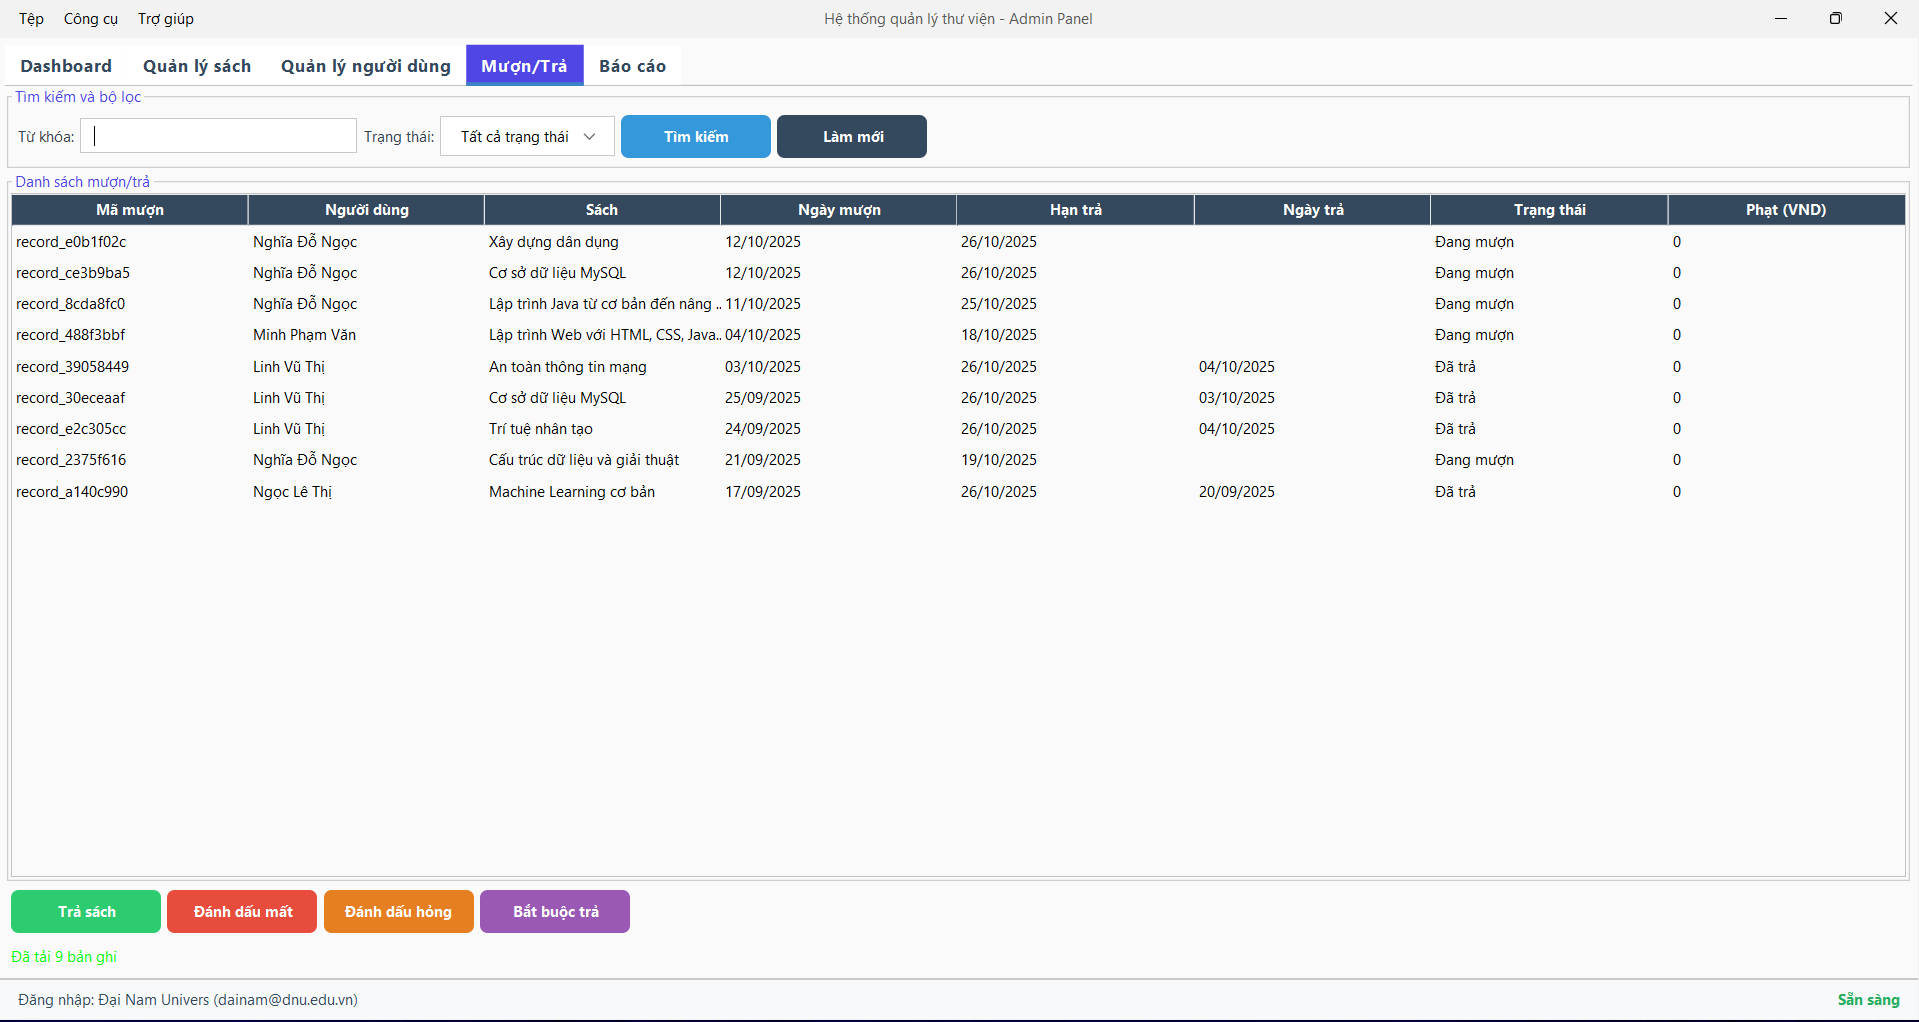 Tệp Công cụ Trợ giúp Hệ thống quản lý thư viện - Admin Panel
Dashboard Quản lý sách Quản lý người dùng Mượn/Trả Báo cáo
Tìm kiếm và bộ lọc
Từ khóa: Trạng thái: Tất cả trạng thái Tìm kiếm Làm mới
Danh sách mượn/trả
Mã mượn Người dùng Sách Ngày mượn Hạn trả Ngày trả Trạng thái Phạt (VND)
record_e0b1f02c Nghĩa Đỗ Ngọc Xây dựng dân dụng 12/10/2025 26/10/2025 Đang mượn 0
record_ce3b9ba5 Nghĩa Đỗ Ngọc Cơ sở dữ liệu MySQL 12/10/2025 26/10/2025 Đang mượn 0
record_8cda8fc0 Nghĩa Đỗ Ngọc Lập trình Java từ cơ bản đến nâng .. 11/10/2025 25/10/2025 Đang mượn 0
record_488f3bbf Minh Phạm Văn Lập trình Web với HTML, CSS, Java.. 04/10/2025 18/10/2025 Đang mượn 0
record_39058449 Linh Vũ Thị An toàn thông tin mạng 03/10/2025 26/10/2025 04/10/2025 Đã trả 0
record_30eceaaf Linh Vũ Thị Cơ sở dữ liệu MySQL 25/09/2025 26/10/2025 03/10/2025 Đã trả 0
record_e2c305cc Linh Vũ Thị Trí tuệ nhân tạo 24/09/2025 26/10/2025 04/10/2025 Đã trả 0
record_2375f616 Nghĩa Đỗ Ngọc Cấu trúc dữ liệu và giải thuật 21/09/2025 19/10/2025 Đang mượn 0
record_a140c990 Ngọc Lê Thị Machine Learning cơ bản 17/09/2025 26/10/2025 20/09/2025 Đã trả 0
Trả sách Đánh dấu mất Đánh dấu hỏng Bắt buộc trả
Đã tải 9 bản ghi
Đăng nhập: Đại Nam Univers (dainam@dnu.edu.vn) Sẵn sàng